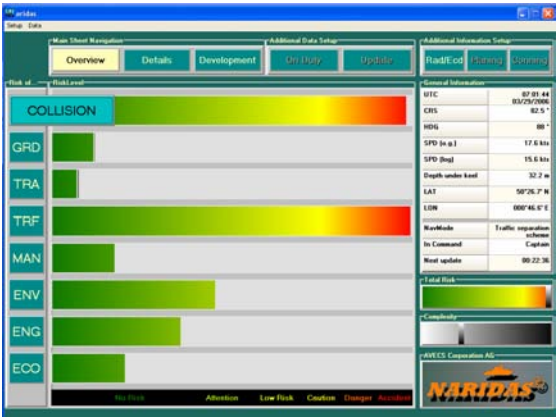 naridas
Setup Data
Main Sheet Navigation
Additional Data Setup
Additional Information Setup
Overview Details Development On Duty Update Rad/Ecd Planing Conning
Risk of... RiskLevel
General Information
COLLISION
GRD
TRA
TRF
MAN
ENV
ENG
ECO
No Risk Attention Low Risk Caution Danger Accident
UTC 07:01:44
03/29/2006
CRS 82.5 °
HDG 80 °
SPD (o.g.) 17.6 kts
SPD (log) 15.6 kts
Depth under keel 32.2 m
LAT 50°26.7' N
LON 000°46.6' E
NavMode Traffic separation
scheme
In Command Captain
Next update 00:22:36
Total Risk
Complexity
AVECS Corporation AG
NARIDAS